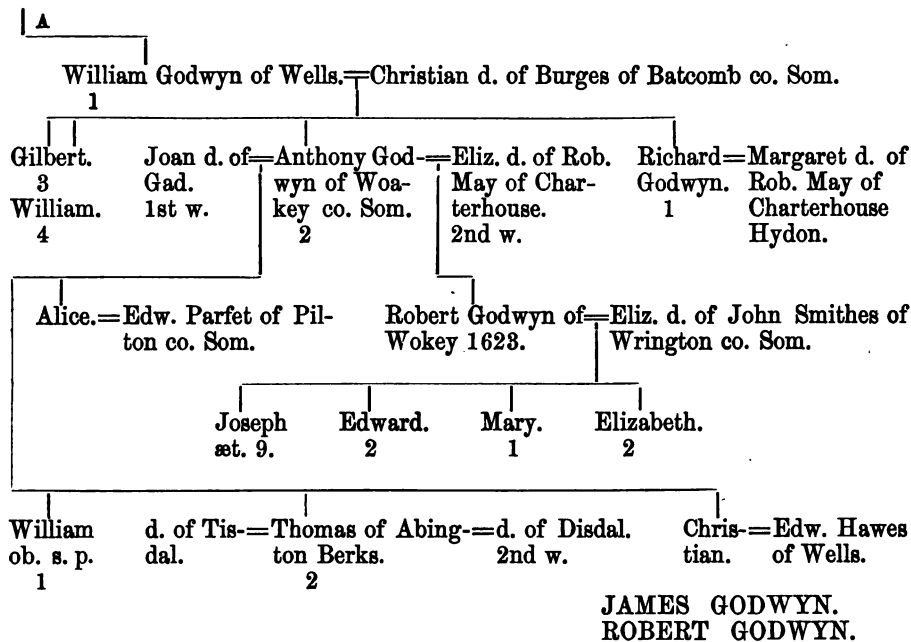 A
William Godwyn of Wells.=Christian d. of Burges of Batcomb co. Som.
1
Gilbert.
3
William.
4
Joan d. of=
Gad.
1st w.
Anthony God-=
wyn of Woa-
key co. Som.
2
Eliz. d. of Rob.
May of Char-
terhouse.
2nd w.
Richard=
Godwyn.
1
Margaret d. of
Rob. May of
Charterhouse
Hydon.
Alice.=Edw. Parfet of Pil-
ton co. Som.
Robert Godwyn of=
Wokey 1623.
Eliz. d. of John Smithes of
Wrington co. Som.
Joseph
æt. 9.
Edward.
2
Mary.
1
Elizabeth.
2
William
ob. s. p.
1
d. of Tis-=
dal.
Thomas of Abing-=
ton Berks.
2
d. of Disdal.
2nd w.
Chris-=
tian.
Edw. Hawes
of Wells.
JAMES GODWYN.
ROBERT GODWYN.